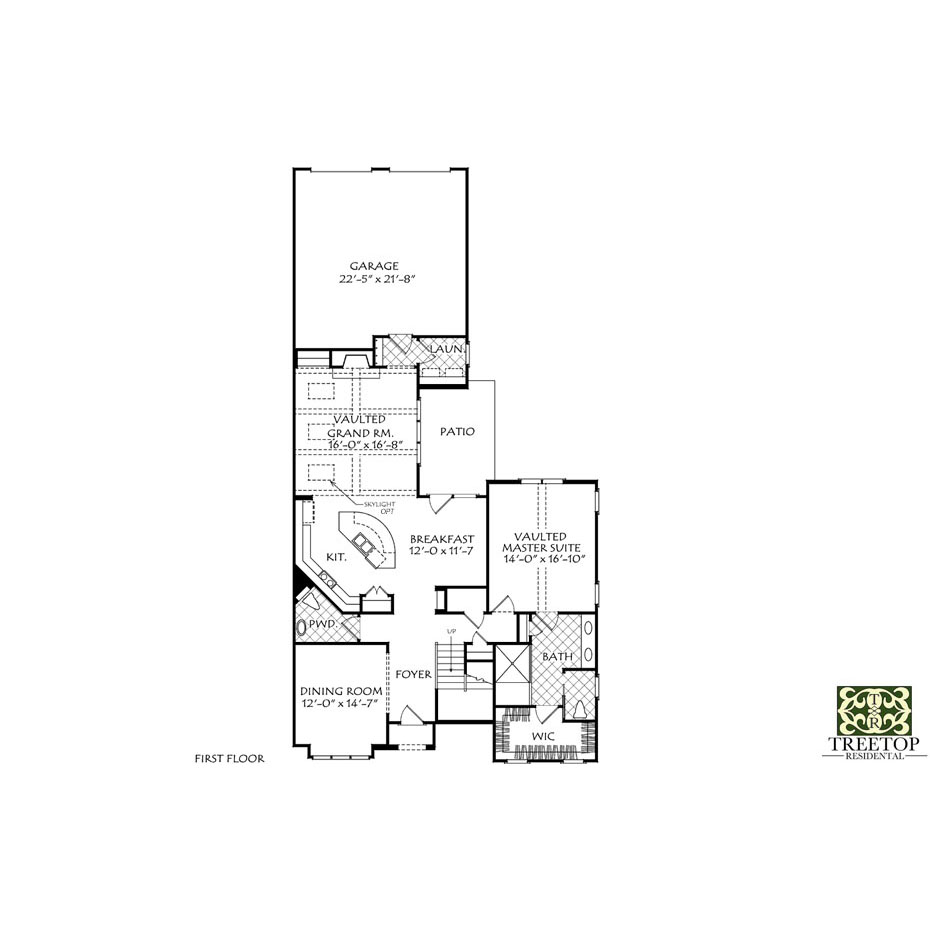 GARAGE
22'-5" x 21'-8"
LAUN.
VAULTED
GRAND RM.
16'-0" x 16'-8"
PATIO
SKYLIGHT
OPT
BREAKFAST
12'-0 x 11'-7
KIT.
VAULTED
MASTER SUITE
14'-0" x 16'-10"
PWD.
UP
BATH
FOYER
DINING ROOM
12'-0" x 14'-7"
WIC
FIRST FLOOR
T
R
TREETOP
RESIDENTAL